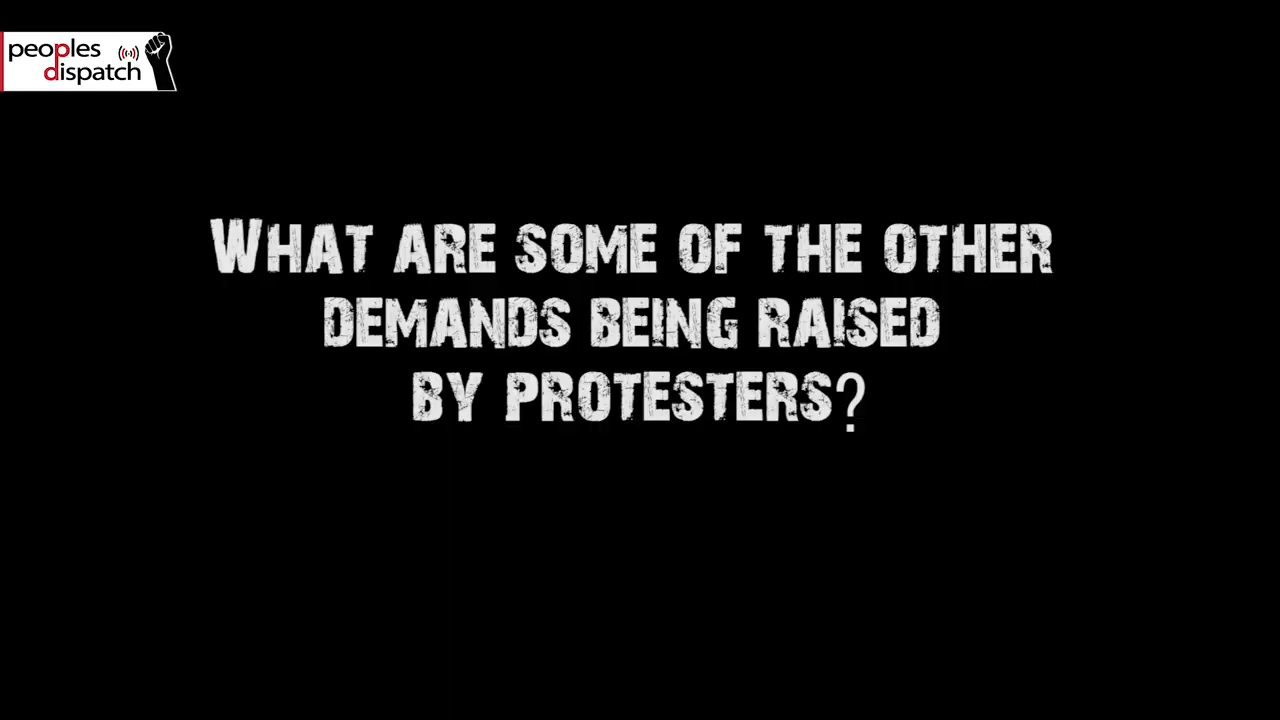 peoples
dispatch
What are some of the other
demands being raised
by protesters?